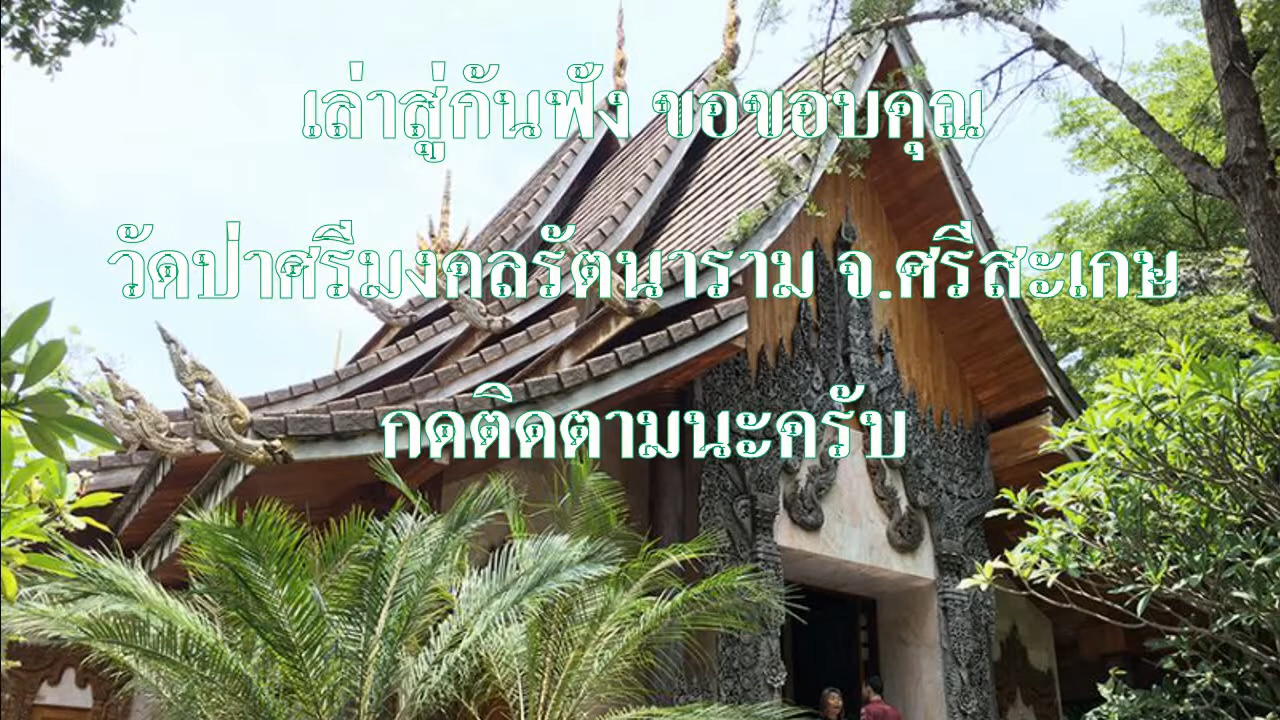 เล่าสู่กันฟัง ขอขอบคุณ
วัดป่าศรีมงคลรัตนาราม จ.ศรีสะเกษ
กดติดตามนะครับ